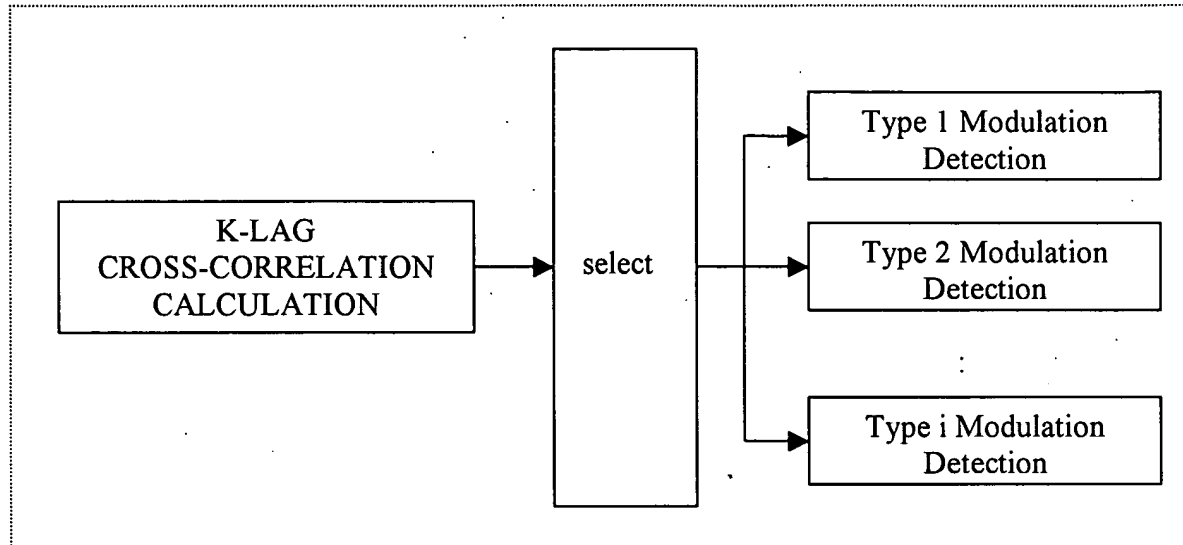 K-LAG
CROSS-CORRELATION
CALCULATION
select
Type 1 Modulation
Detection
Type 2 Modulation
Detection
:
Type i Modulation
Detection